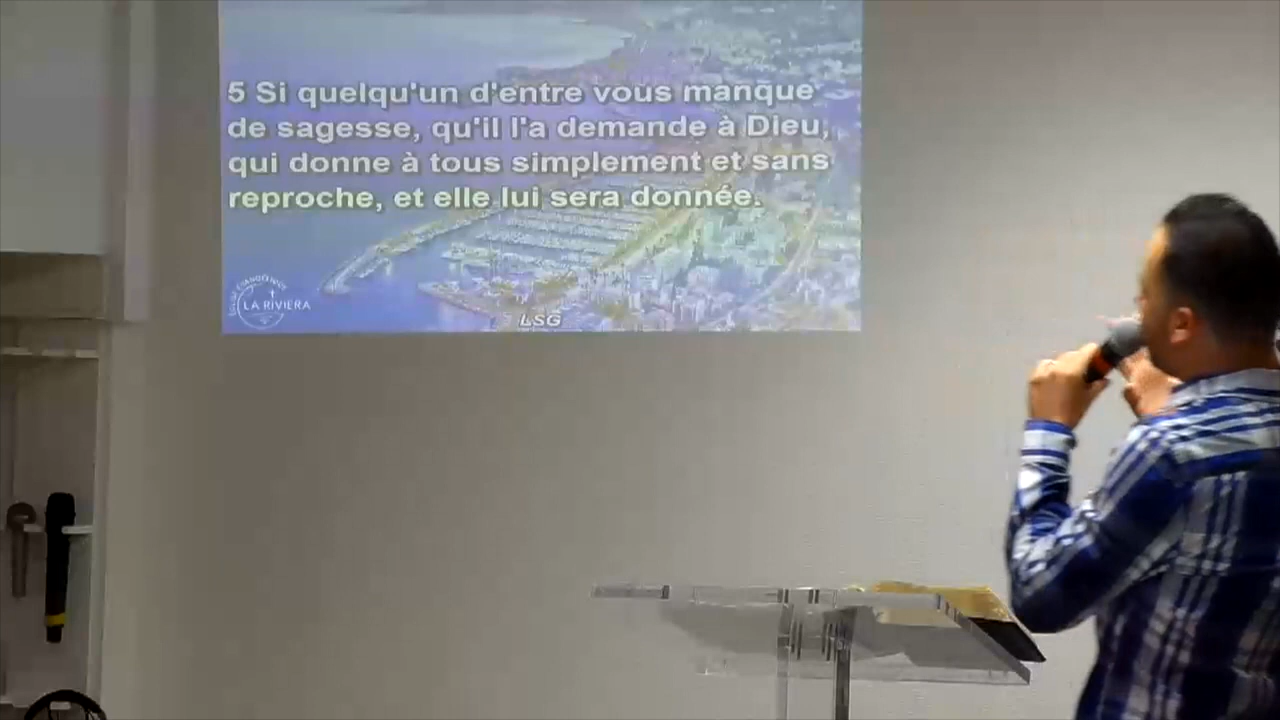 5 Si quelqu'un d'entre vous manque
de sagesse, qu'il l'a demande à Dieu,
qui donne à tous simplement et sans
reproche, et elle lui sera donnée.
LA RIVIERA
LSG